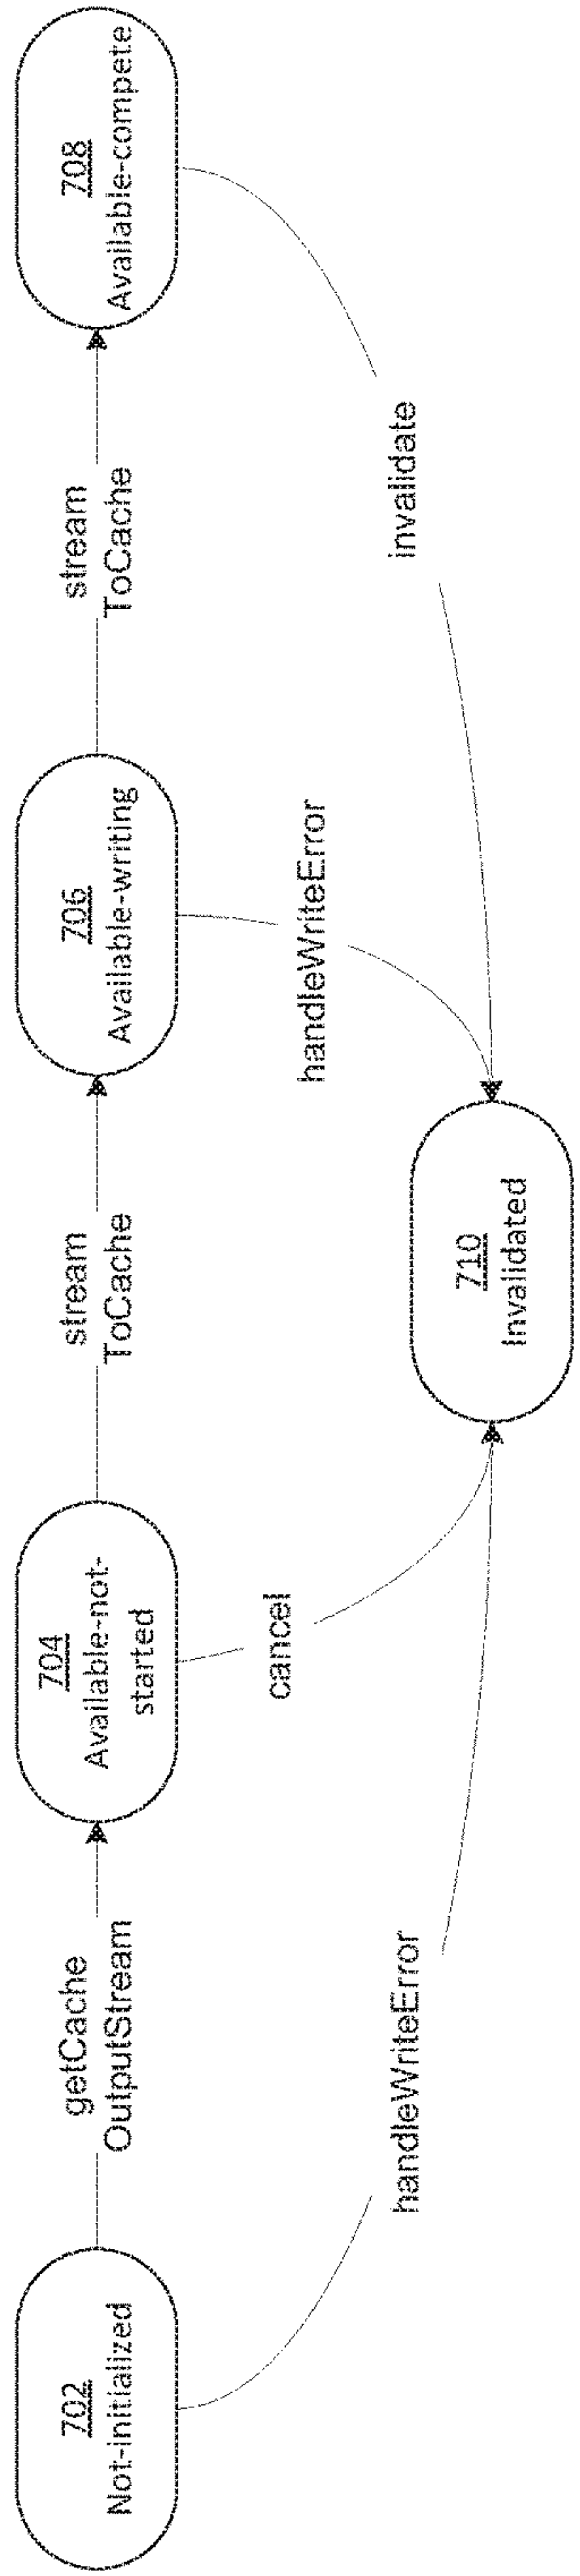 702
Not-initialized
getCache
OutputStream
704
Available-not-
started
stream
ToCache
706
Available-writing
stream
ToCache
708
Available-compete
handleWriteError
cancel
handleWriteError
invalidate
710
Invalidated